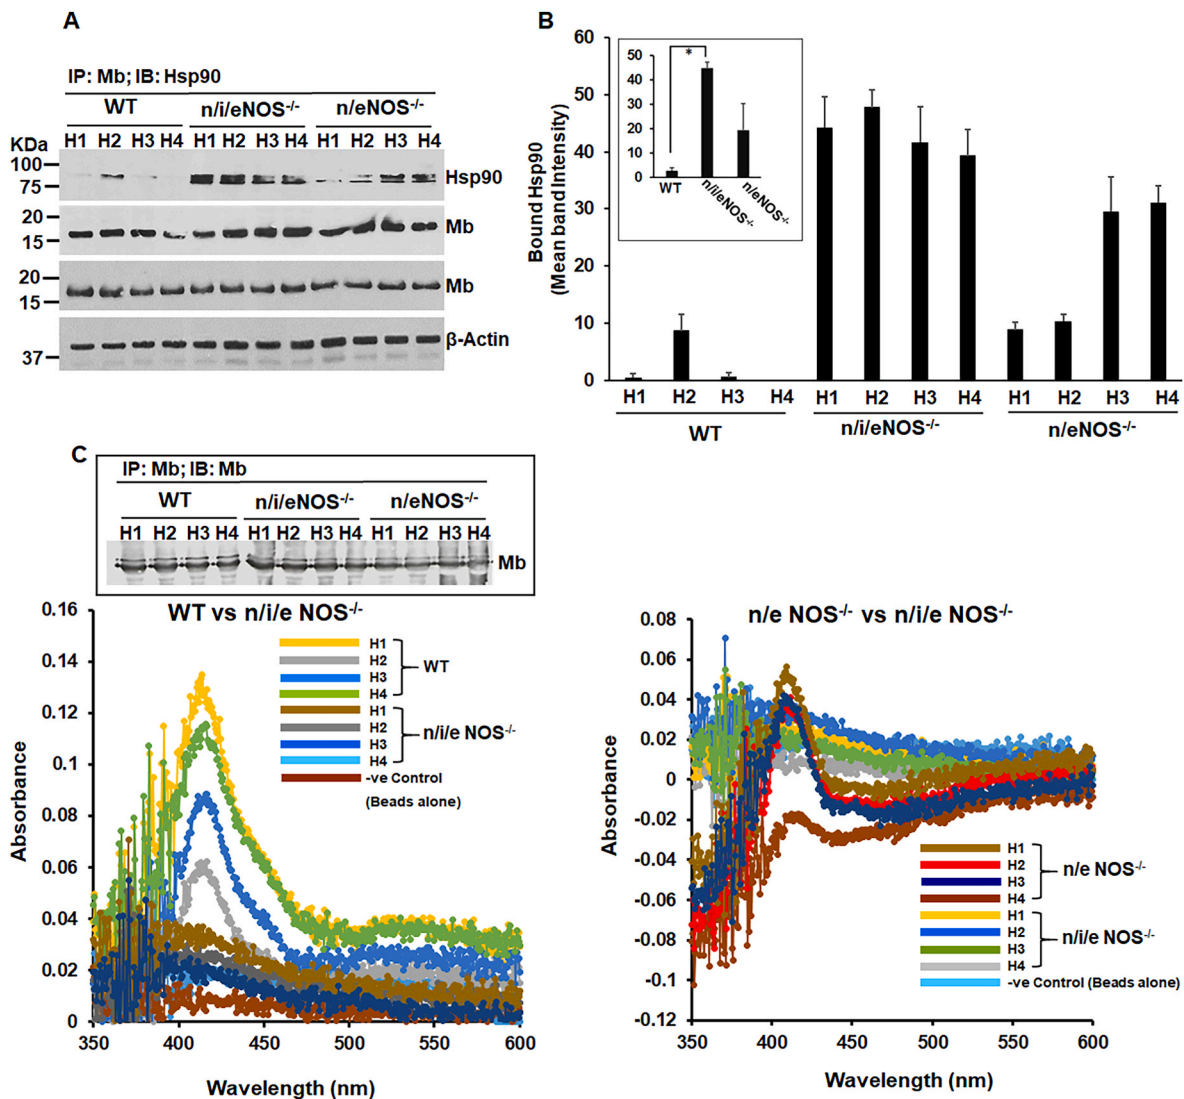 A
IP: Mb; IB: Hsp90
WT n/i/eNOS-/- n/eNOS-/-
KDa H1 H2 H3 H4 H1 H2 H3 H4 H1 H2 H3 H4
100
75
Hsp90
20
15
Mb
20
15
Mb
37
β-Actin
B
Bound Hsp90
(Mean band Intensity)
60
50
40
30
20
10
0
50
40
30
20
10
0
*
WT n/i/eNOS-/- n/eNOS-/-
H1 H2 H3 H4 H1 H2 H3 H4 H1 H2 H3 H4
WT n/i/eNOS-/- n/eNOS-/-
C
IP: Mb; IB: Mb
WT n/i/eNOS-/- n/eNOS-/-
H1 H2 H3 H4 H1 H2 H3 H4 H1 H2 H3 H4
Mb
WT vs n/i/e NOS-/-
Absorbance
0.16
0.14
0.12
0.1
0.08
0.06
0.04
0.02
0
H1
H2
H3
H4
WT
H1
H2
H3
H4
n/i/e NOS-/-
-ve Control
(Beads alone)
350 400 450 500 550 600
Wavelength (nm)
n/e NOS-/- vs n/i/e NOS-/-
Absorbance
0.08
0.06
0.04
0.02
0
-0.02
-0.04
-0.06
-0.08
-0.1
-0.12
H1
H2
H3
H4
n/e NOS-/-
H1
H2
H3
H4
n/i/e NOS-/-
-ve Control (Beads alone)
350 400 450 500 550 600
Wavelength (nm)